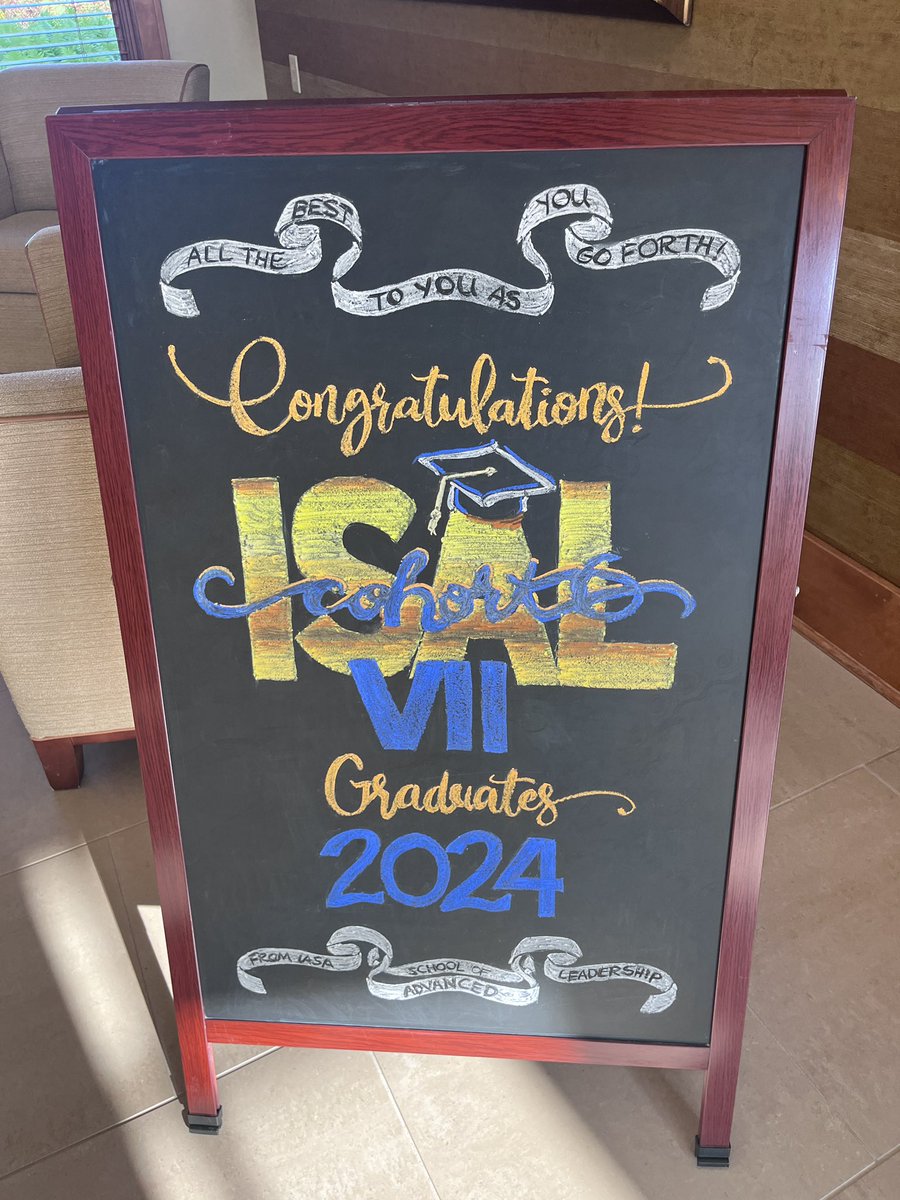 ALL THE BEST TO YOU AS YOU GO FORTH!
Congratulations!
ISAL
cohort 6
VII
Graduates
2024
FROM IASA SCHOOL OF ADVANCED LEADERSHIP